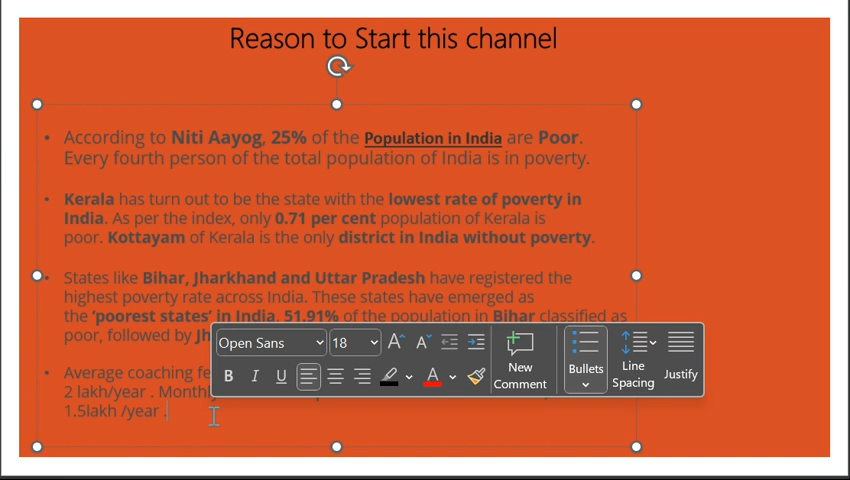 Reason to Start this channel
• According to Niti Aayog, 25% of the Population in India are Poor.
Every fourth person of the total population of India is in poverty.
• Kerala has turn out to be the state with the lowest rate of poverty in
India. As per the index, only 0.71 per cent population of Kerala is
poor. Kottayam of Kerala is the only district in India without poverty.
• States like Bihar, Jharkhand and Uttar Pradesh have registered the
highest poverty rate across India. These states have emerged as
the 'poorest states' in India. 51.91% of the population in Bihar classified as
poor, followed by
Open Sans 18
New
Comment
Bullets
Line
Spacing
Justify
B I U A
• Average coaching
2 lakh/year .
1.5lakh /year .